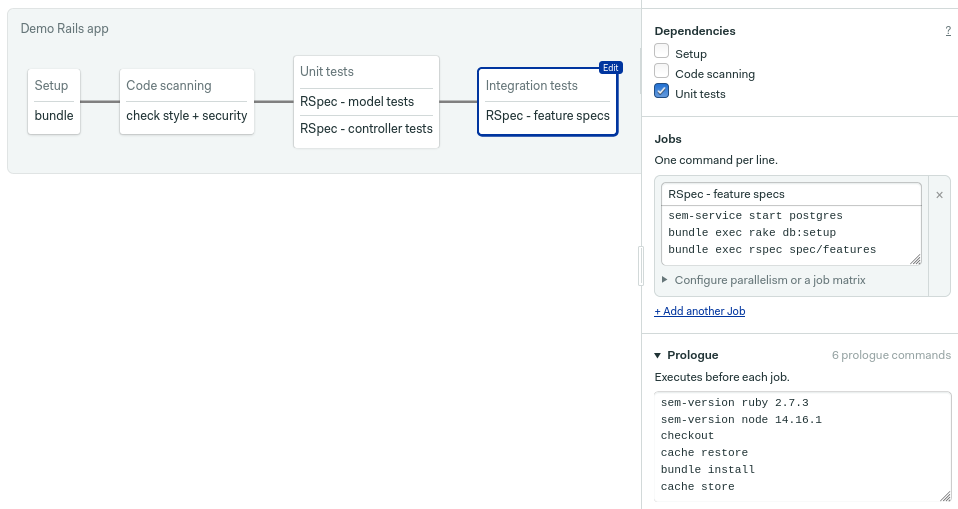 Demo Rails app
Setup
bundle
Code scanning
check style + security
Unit tests
RSpec - model tests
RSpec - controller tests
Edit
Integration tests
RSpec - feature specs
Dependencies
?
Setup
Code scanning
Unit tests
Jobs
One command per line.
RSpec - feature specs
×
sem-service start postgres
bundle exec rake db:setup
bundle exec rspec spec/features
Configure parallelism or a job matrix
+ Add another Job
Prologue
6 prologue commands
Executes before each job.
sem-version ruby 2.7.3
sem-version node 14.16.1
checkout
cache restore
bundle install
cache store